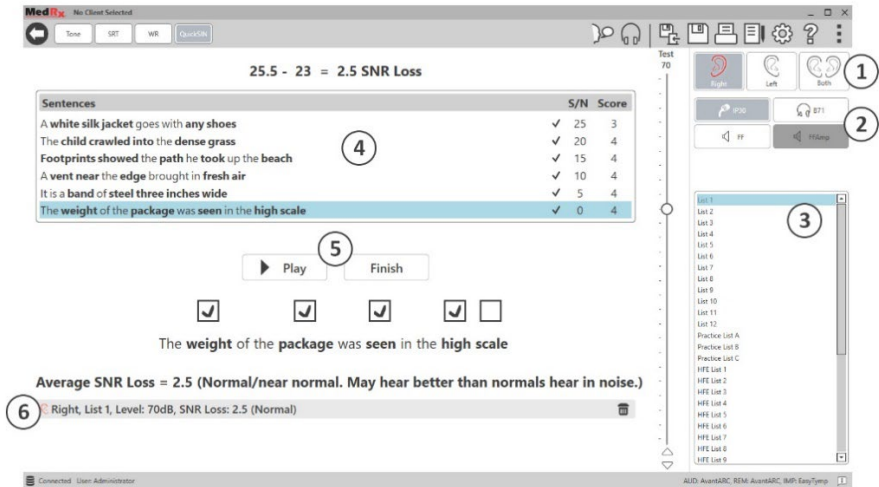 MedRx No Client Selected
Tone SRT WR QuickSIN
Test
70
Right Left Both
1
25.5 - 23 = 2.5 SNR Loss
IP30 B71
2
FF FFAmp
Sentences S/N Score
A white silk jacket goes with any shoes ✓ 25 3
The child crawled into the dense grass ✓ 20 4
Footprints showed the path he took up the beach ✓ 15 4
A vent near the edge brought in fresh air ✓ 10 4
It is a band of steel three inches wide ✓ 5 4
The weight of the package was seen in the high scale ✓ 0 4
4
List 1
List 2
List 3
List 4
List 5
List 6
List 7
List 8
List 9
List 10
List 11
List 12
Practice List A
Practice List B
Practice List C
HFE List 1
HFE List 2
HFE List 3
HFE List 4
HFE List 5
HFE List 6
HFE List 7
HFE List 8
HFE List 9
3
5
Play Finish
The weight of the package was seen in the high scale
Average SNR Loss = 2.5 (Normal/near normal. May hear better than normals hear in noise.)
6
Right, List 1, Level: 70dB, SNR Loss: 2.5 (Normal)
Connected User: Administrator
AUD: AvantARC, REM: AvantARC, IMP: EasyTymp